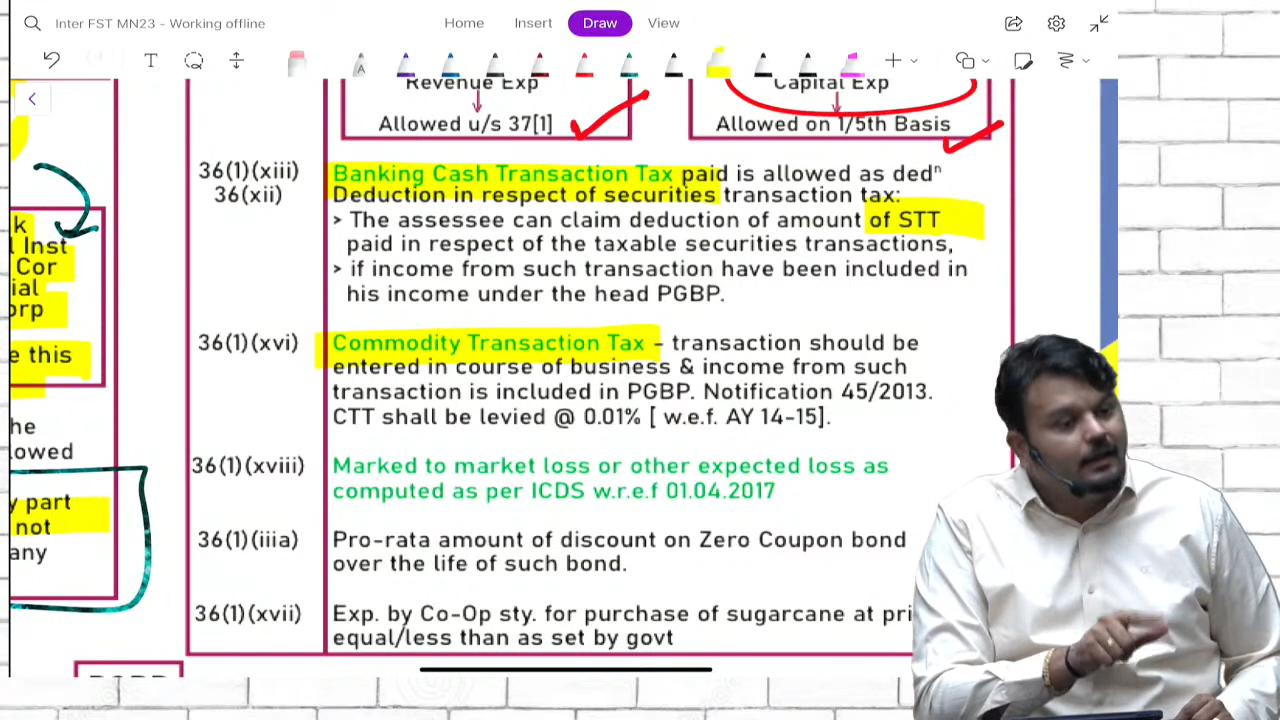 Inter FST MN23 - Working offline
Home Insert Draw View
Revenue Exp
Capital Exp
Allowed u/s 37[1]
Allowed on 1/5th Basis
36(1)(xiii) Banking Cash Transaction Tax paid is allowed as dedⁿ
36(xii) Deduction in respect of securities transaction tax:
> The assessee can claim deduction of amount of STT
paid in respect of the taxable securities transactions,
> if income from such transaction have been included in
his income under the head PGBP.
36(1)(xvi) Commodity Transaction Tax - transaction should be
entered in course of business & income from such
transaction is included in PGBP. Notification 45/2013.
CTT shall be levied @ 0.01% [ w.e.f. AY 14-15].
36(1)(xviii) Marked to market loss or other expected loss as
computed as per ICDS w.r.e.f 01.04.2017
36(1)(iiia) Pro-rata amount of discount on Zero Coupon bond
over the life of such bond.
36(1)(xvii) Exp. by Co-Op sty. for purchase of sugarcane at pri
equal/less than as set by govt
k
l Inst
Cor
ial
orp
e this
he
owed
y part
not
any